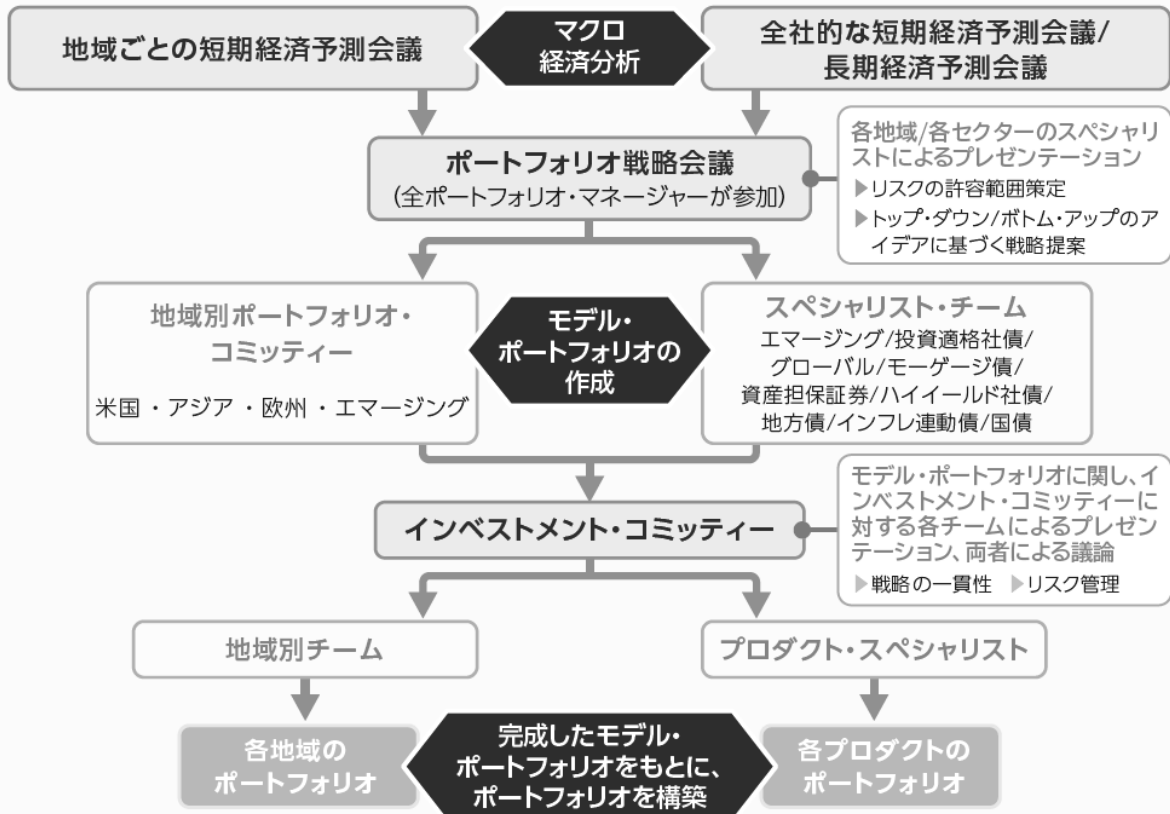 地域ごとの短期経済予測会議
マクロ
経済分析
全社的な短期経済予測会議/
長期経済予測会議
ポートフォリオ戦略会議
(全ポートフォリオ・マネージャーが参加)
各地域/各セクターのスペシャリ
ストによるプレゼンテーション
▶リスクの許容範囲策定
▶トップ・ダウン/ボトム・アップのア
イデアに基づく戦略提案
地域別ポートフォリオ・
コミッティー
米国 ・アジア ・欧州 ・エマージング
モデル・
ポートフォリオの
作成
スペシャリスト・チーム
エマージング/投資適格社債/
グローバル/モーゲージ債/
資産担保証券/ハイイールド社債/
地方債/インフレ連動債/国債
インベストメント・コミッティー
モデル・ポートフォリオに関し、イ
ンベストメント・コミッティーに
対する各チームによるプレゼン
テーション、両者による議論
▶戦略の一貫性 ▶リスク管理
地域別チーム
プロダクト・スペシャリスト
各地域の
ポートフォリオ
完成したモデル・
ポートフォリオをもとに、
ポートフォリオを構築
各プロダクトの
ポートフォリオ